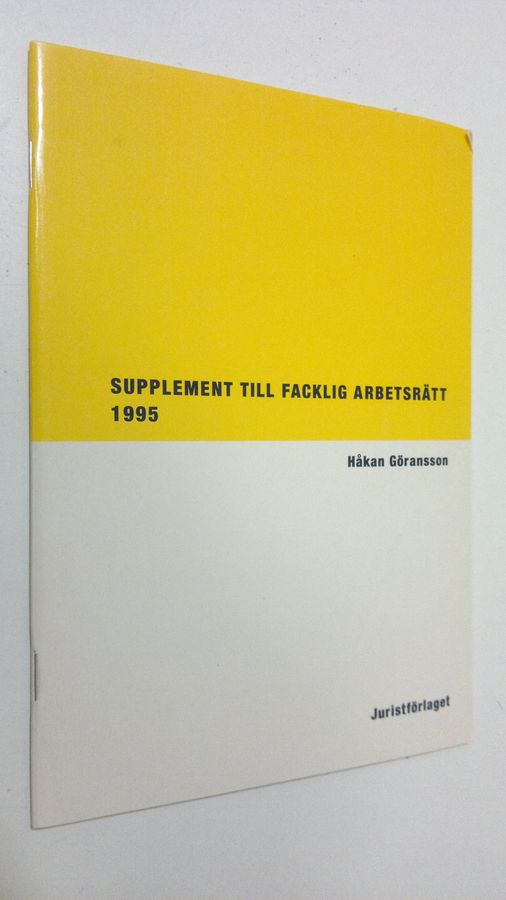 SUPPLEMENT TILL FACKLIG ARBETSRÄTT
1995
Håkan Göransson
Juristförlaget